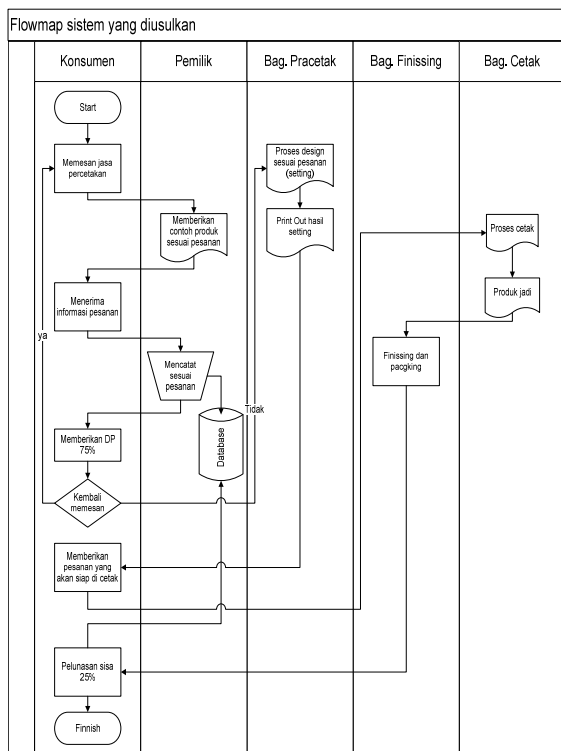 Flowmap sistem yang diusulkan
Konsumen
Pemilik
Bag. Pracetak
Bag. Finissing
Bag. Cetak
Start
Memesan jasa
percetakan
Memberikan
contoh produk
sesuai pesanan
Menerima
informasi pesanan
ya
Mencatat
sesuai
pesanan
Database
Tidak
Memberikan DP
75%
Kembali
memesan
Proses design
sesuai pesanan
(setting)
Print Out hasil
setting
Memberikan
pesanan yang
akan siap di cetak
Proses cetak
Produk jadi
Finissing dan
pacgking
Pelunasan sisa
25%
Finnish